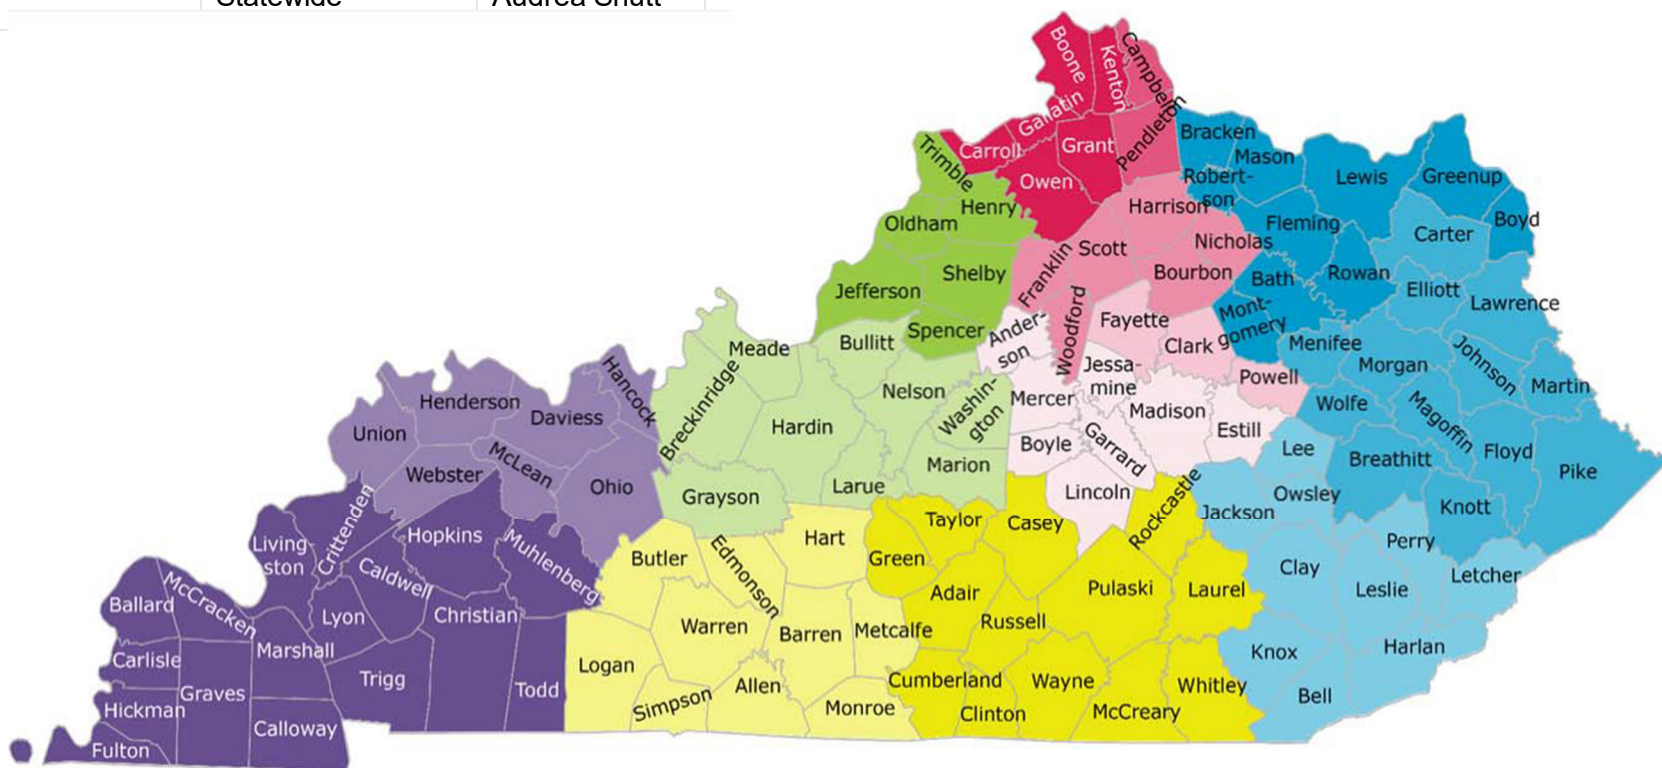 Statewide
Audrea Shutt
Boone
Kenton
Campbell
Gallatin
Pendleton
Carroll
Grant
Owen
Trimble
Bracken
Mason
Robert-
son
Lewis
Greenup
Boyd
Henry
Oldham
Harrison
Fleming
Carter
Scott
Nicholas
Franklin
Bourbon
Bath
Rowan
Elliott
Lawrence
Shelby
Jefferson
Woodford
Fayette
Mont-
gomery
Spencer
Ander-
son
Clark
Menifee
Bullitt
Meade
Jessa-
mine
Powell
Morgan
Johnson
Martin
Hancock
Breckinridge
Nelson
Washin-
gton
Mercer
Madison
Wolfe
Magoffin
Henderson
Daviess
Union
Hardin
Boyle
Garrard
Estill
Lee
Breathitt
Floyd
Pike
Webster
McLean
Ohio
Grayson
Larue
Marion
Lincoln
Rockcastle
Jackson
Owsley
Knott
Crittenden
Hopkins
Muhlenberg
Living-
ston
Caldwell
Butler
Edmonson
Hart
Green
Taylor
Casey
Perry
Clay
Letcher
Leslie
Ballard
McCracken
Lyon
Christian
Adair
Pulaski
Laurel
Russell
Warren
Barren
Metcalfe
Carlisle
Marshall
Graves
Trigg
Todd
Logan
Knox
Harlan
Hickman
Calloway
Fulton
Simpson
Allen
Monroe
Cumberland
Clinton
Wayne
McCreary
Whitley
Bell